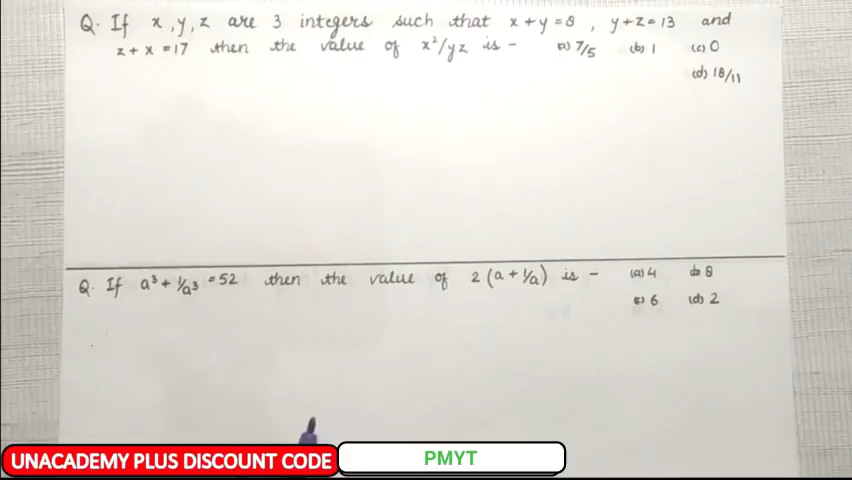 Q. If x, y, z are 3 integers such that x + y = 8 , y + z = 13 and
z + x = 17 then the value of x²/yz is - (a) 7/5 (b) 1 (c) 0
(d) 18/11
Q. If a³ + 1/a³ = 52 then the value of 2 (a + 1/a) is - (a) 4 (b) 8
(c) 6 (d) 2
UNACADEMY PLUS DISCOUNT CODE PMYT